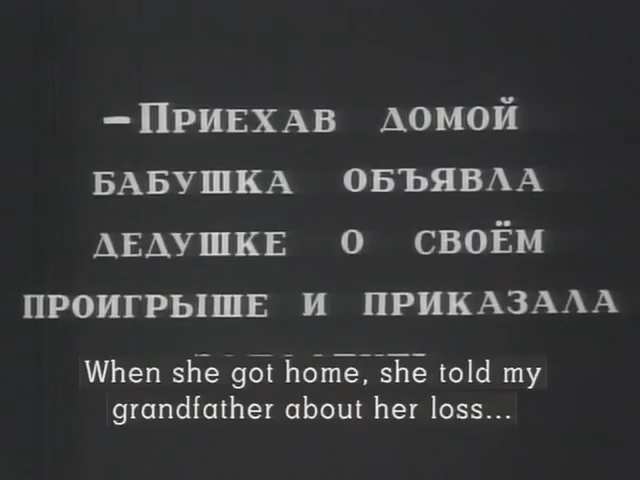 –Приехав домой
бабушка объявла
дедушке о своём
проигрыше и приказала
When she got home, she told my
grandfather about her loss...